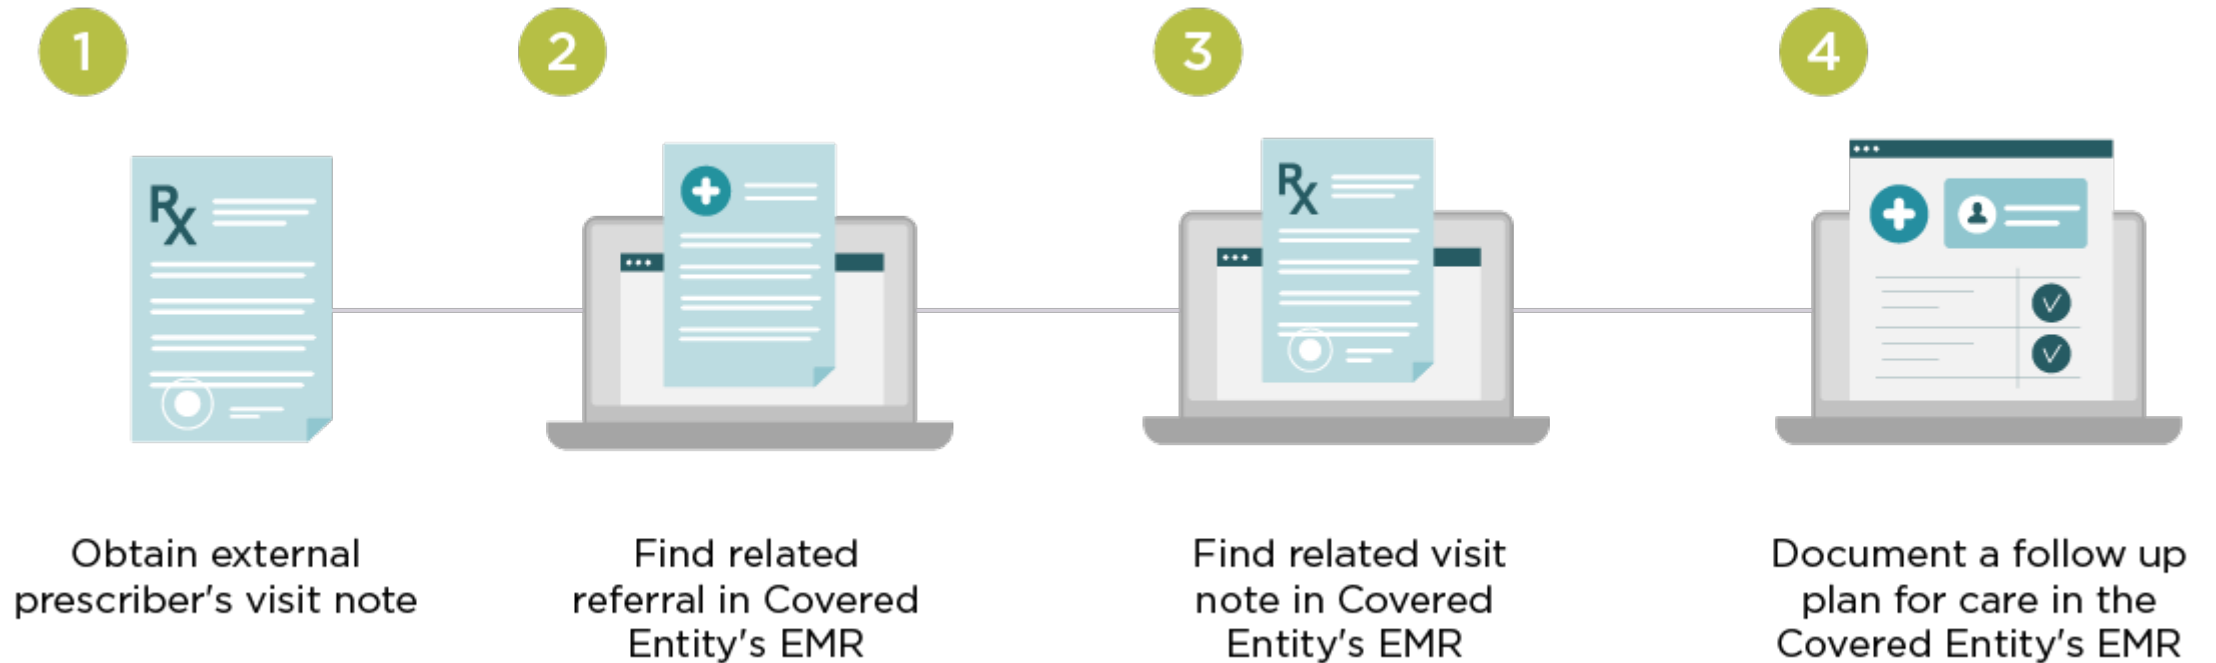 1
2
3
4
Rx
Rx
Obtain external
prescriber's visit note
Find related
referral in Covered
Entity's EMR
Find related visit
note in Covered
Entity's EMR
Document a follow up
plan for care in the
Covered Entity's EMR